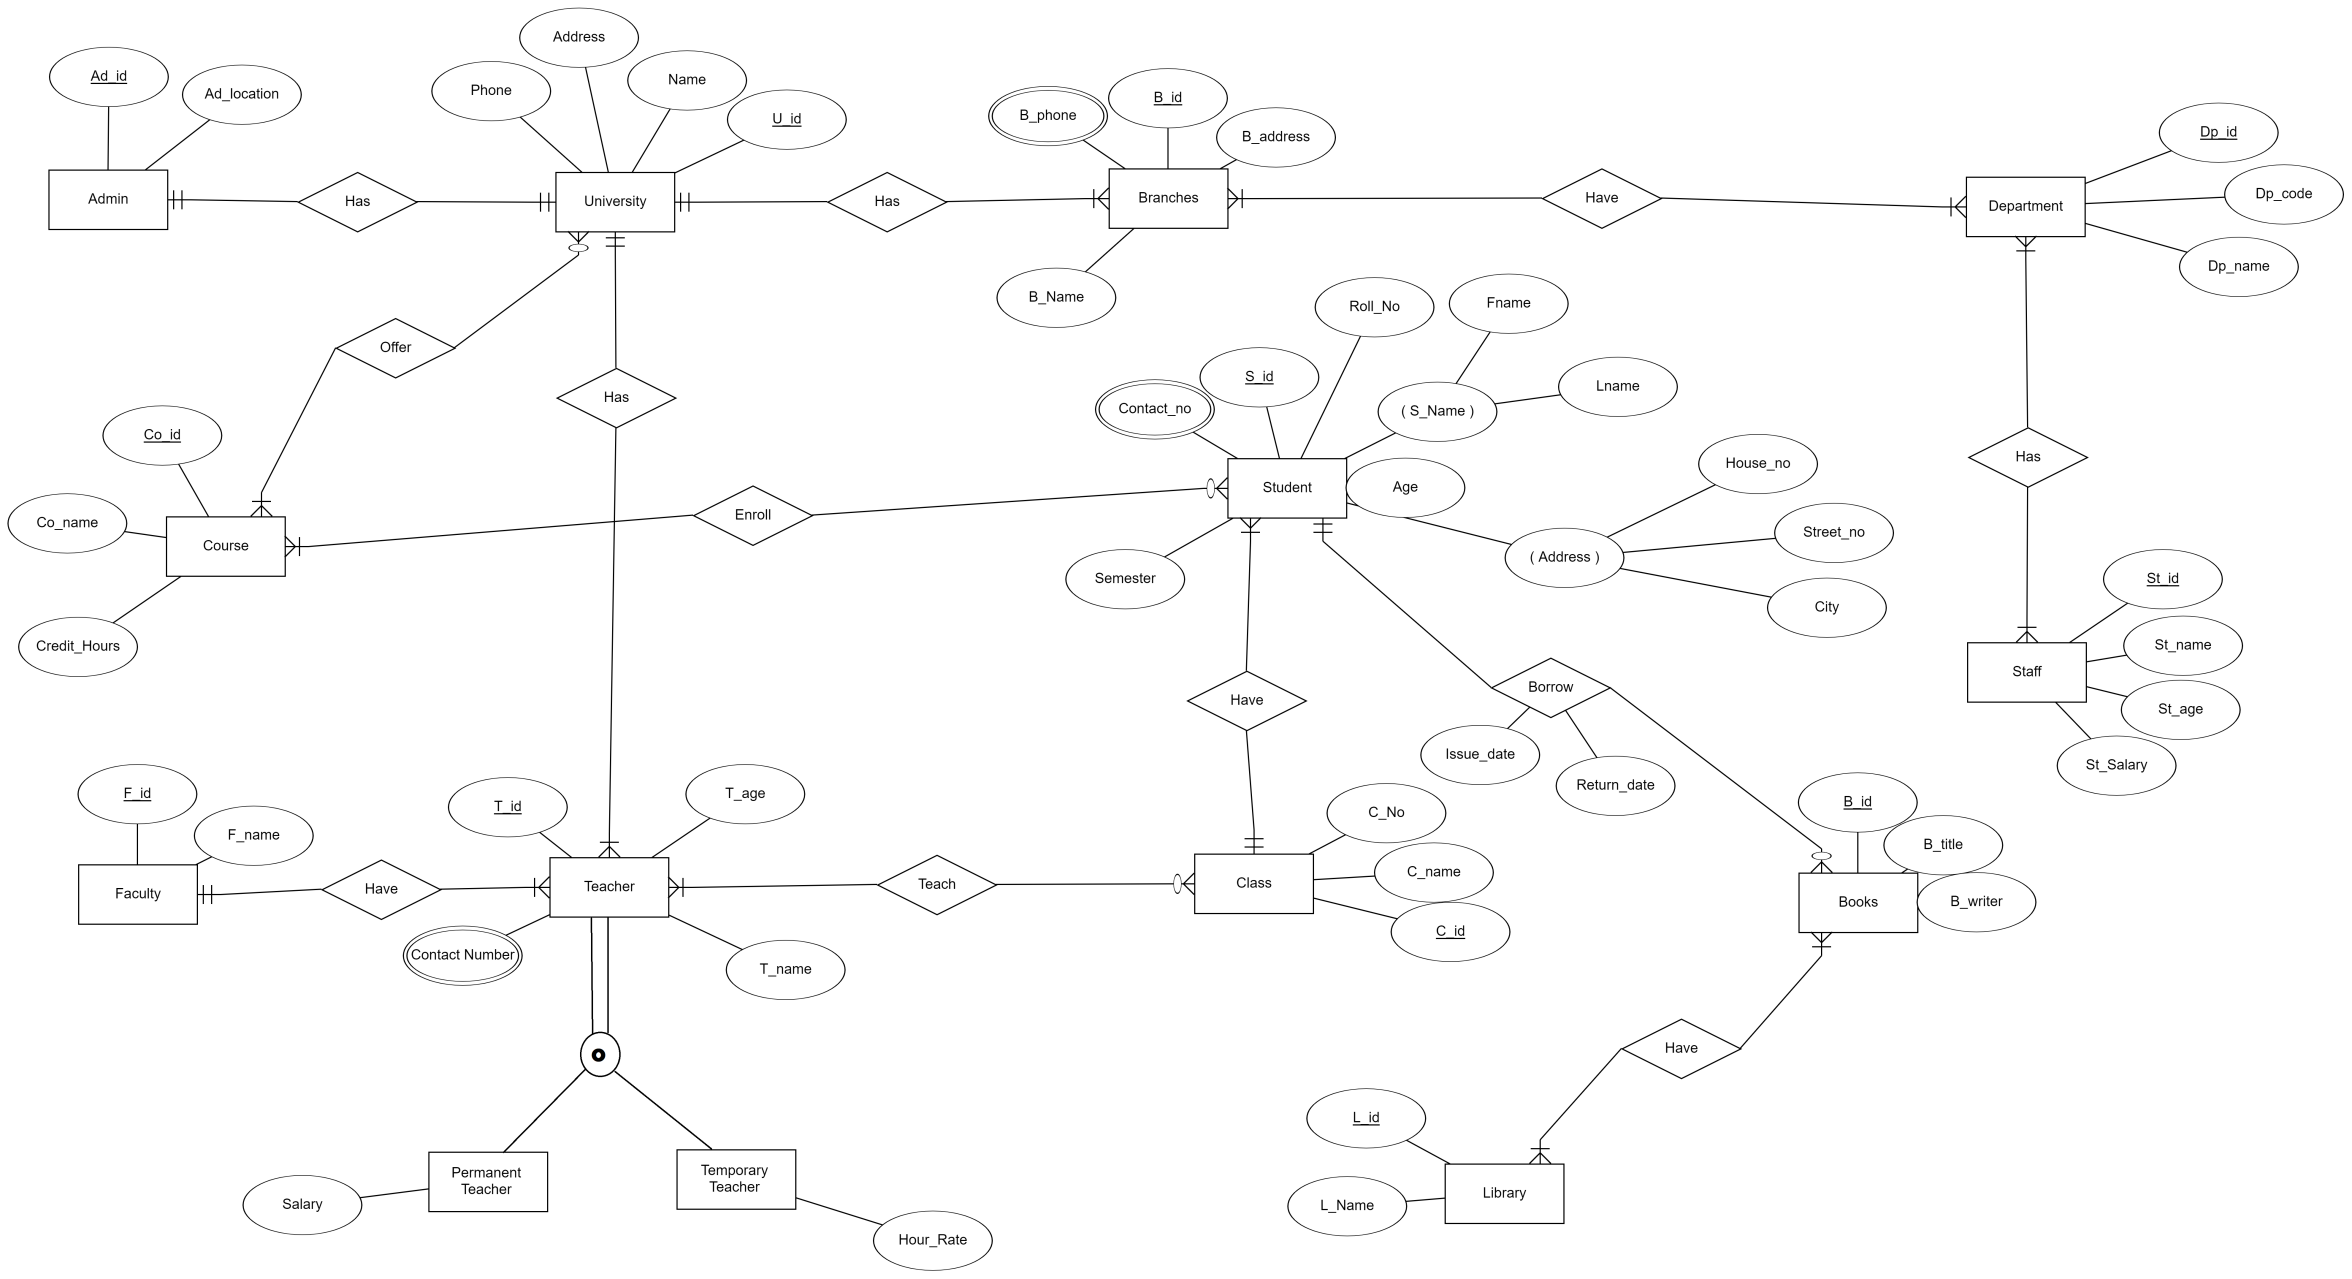 Address
Ad_id
Ad_location
Phone
Name
U_id
B_phone
B_id
B_address
Dp_id
Dp_code
Dp_name
Admin
Has
University
Has
Branches
Have
Department
B_Name
Roll_No
Fname
Offer
Has
Contact_no
S_id
( S_Name )
Lname
Co_id
House_no
Has
Co_name
Course
Enroll
Student
Age
Street_no
( Address )
Semester
City
Credit_Hours
St_id
St_name
Staff
St_age
St_Salary
Have
Borrow
Issue_date
Return_date
F_id
F_name
T_id
T_age
C_No
B_id
B_title
Faculty
Have
Teacher
Teach
Class
C_name
C_id
Books
B_writer
Contact Number
T_name
Have
L_id
L_Name
Library
Permanent
Teacher
Temporary
Teacher
Salary
Hour_Rate